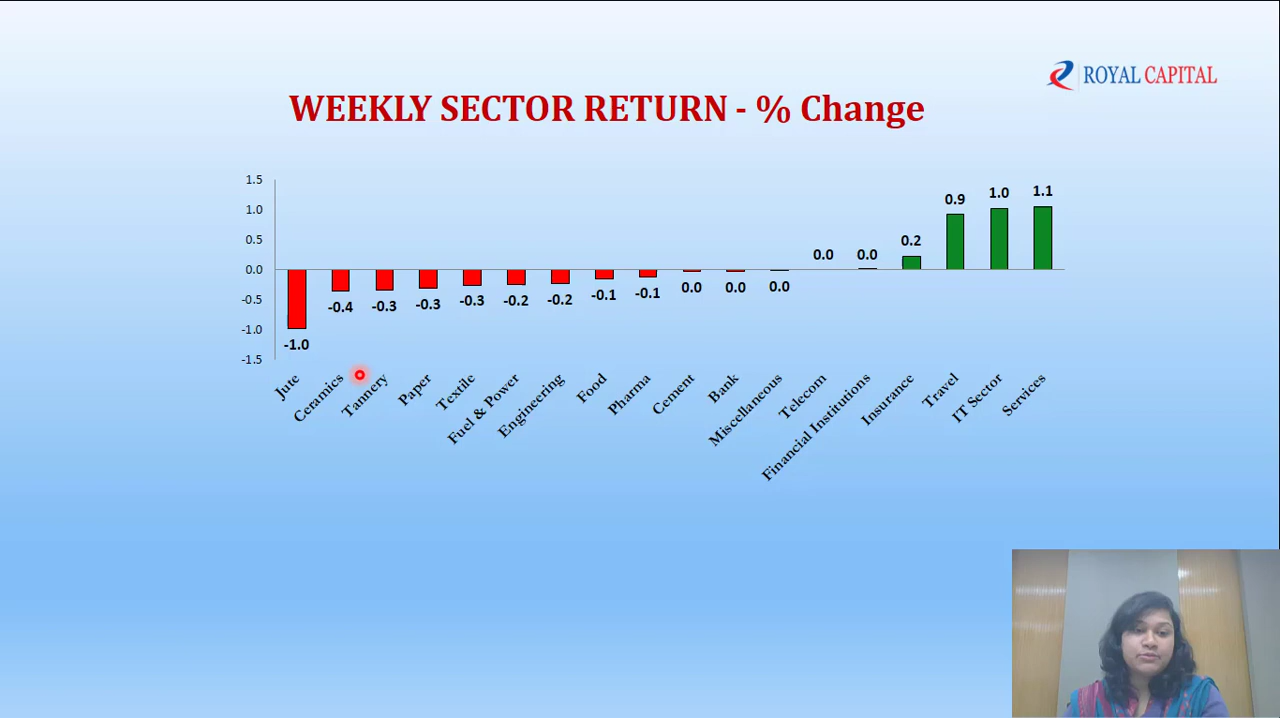 ROYAL CAPITAL
WEEKLY SECTOR RETURN - % Change
1.5
1.0
0.5
0.0
-0.5
-1.0
-1.5
-1.0
-0.4
-0.3
-0.3
-0.3
-0.2
-0.2
-0.1
-0.1
0.0
0.0
0.0
0.0
0.0
0.2
0.9
1.0
1.1
Jute
Ceramics
Tannery
Paper
Textile
Fuel & Power
Engineering
Food
Pharma
Cement
Bank
Miscellaneous
Telecom
Financial Institutions
Insurance
Travel
IT Sector
Services